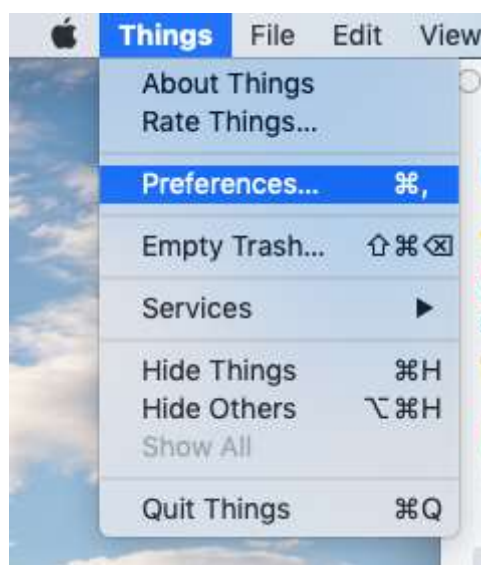 Things File Edit View
About Things
Rate Things...
Preferences... ⌘,
Empty Trash... ⇧⌘⌫
Services ▶
Hide Things ⌘H
Hide Others ⌥⌘H
Show All
Quit Things ⌘Q